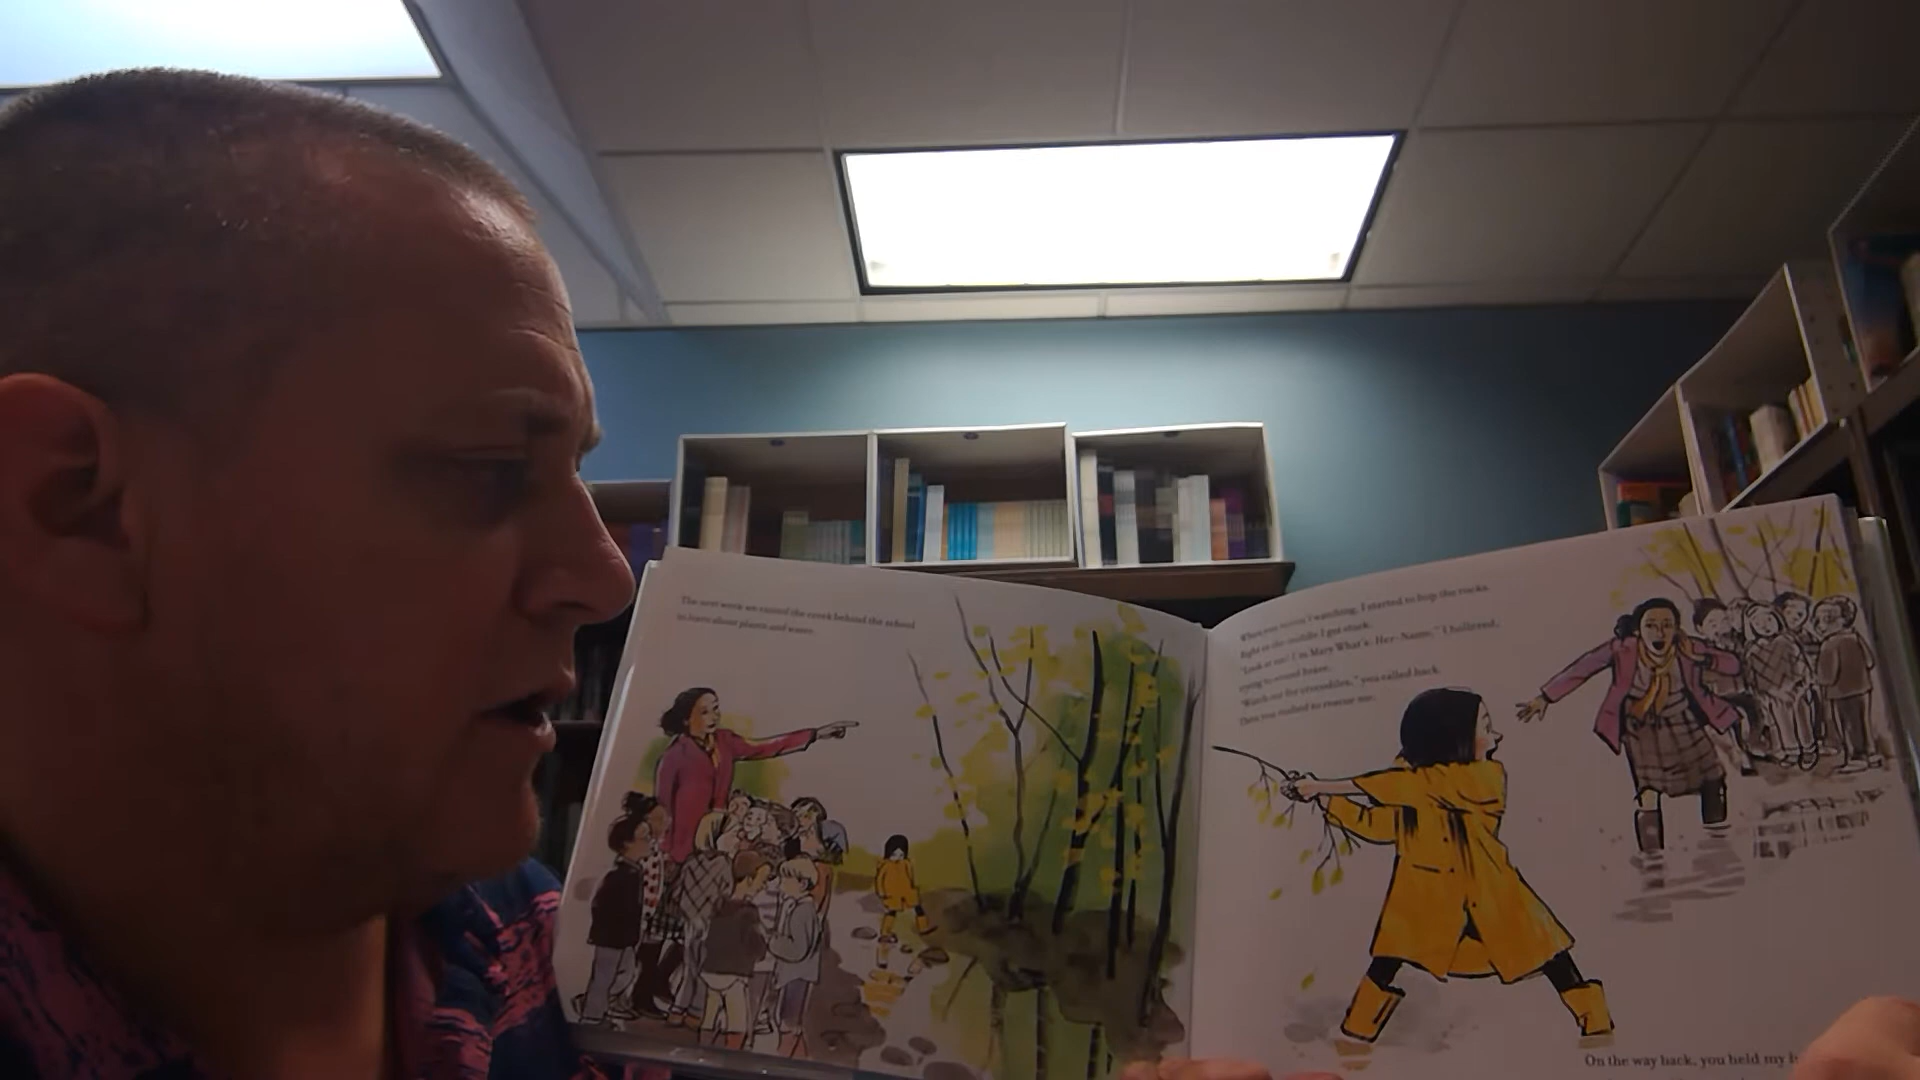 The next week we visited the creek behind the school
to learn about plants and water.
When you weren't watching, I started to hop the rocks.
Right in the middle I got stuck.
"Look at me! I'm Mary What's-Her-Name," I hollered,
trying to sound brave.
"Watch out for crocodiles," you called back.
Then you rushed to rescue me.
On the way back, you held my